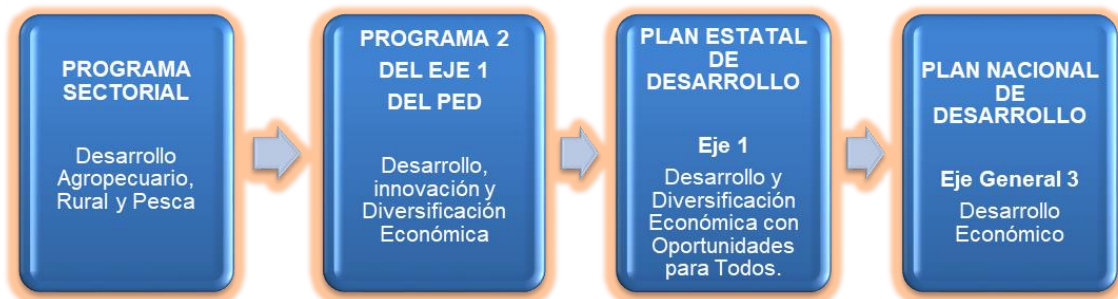 PROGRAMA
SECTORIAL
Desarrollo
Agropecuario,
Rural y Pesca
PROGRAMA 2
DEL EJE 1
DEL PED
Desarrollo,
innovación y
Diversificación
Económica
PLAN ESTATAL
DE
DESARROLLO
Eje 1
Desarrollo y
Diversificación
Económica con
Oportunidades
para Todos.
PLAN NACIONAL
DE
DESARROLLO
Eje General 3
Desarrollo
Económico